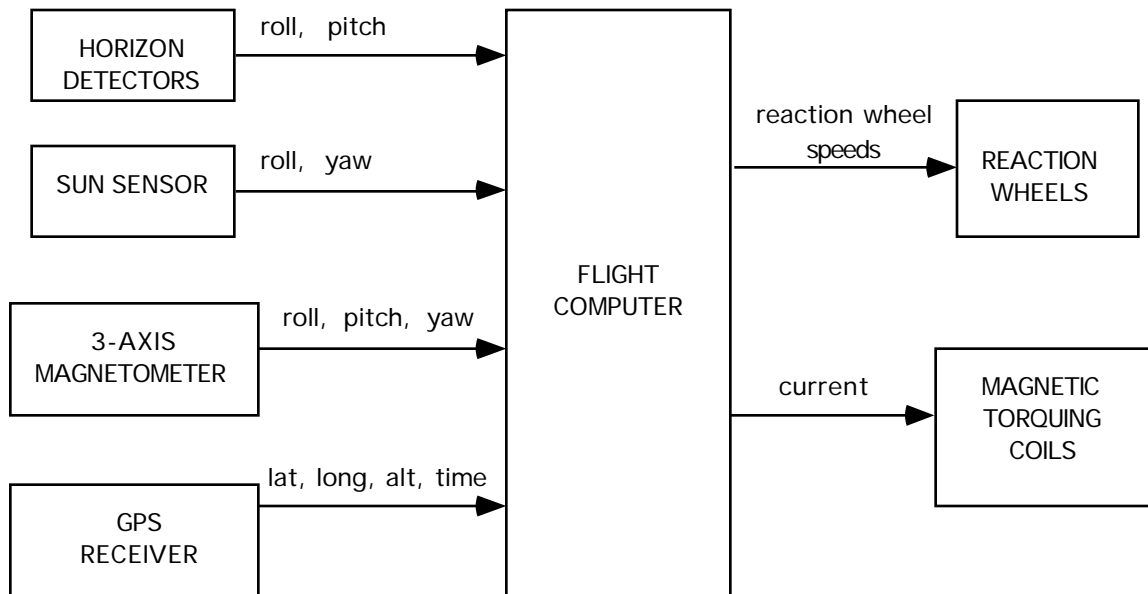 HORIZON
DETECTORS
roll, pitch
SUN SENSOR
roll, yaw
3-AXIS
MAGNETOMETER
roll, pitch, yaw
GPS
RECEIVER
lat, long, alt, time
FLIGHT
COMPUTER
reaction wheel
speeds
REACTION
WHEELS
current
MAGNETIC
TORQUING
COILS